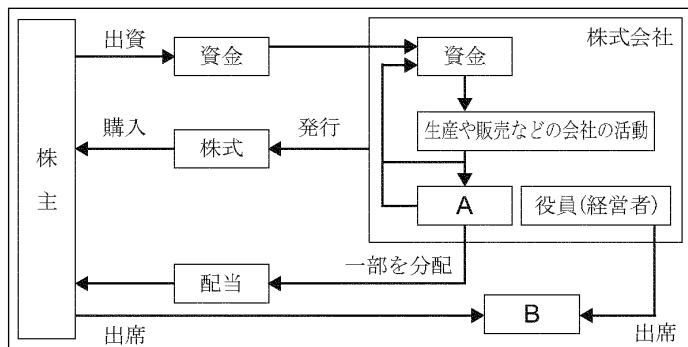 出資
資金
資金
株式会社
購入
株式
発行
生産や販売などの会社の活動
株主
A
役員(経営者)
配当
一部を分配
出席
B
出席